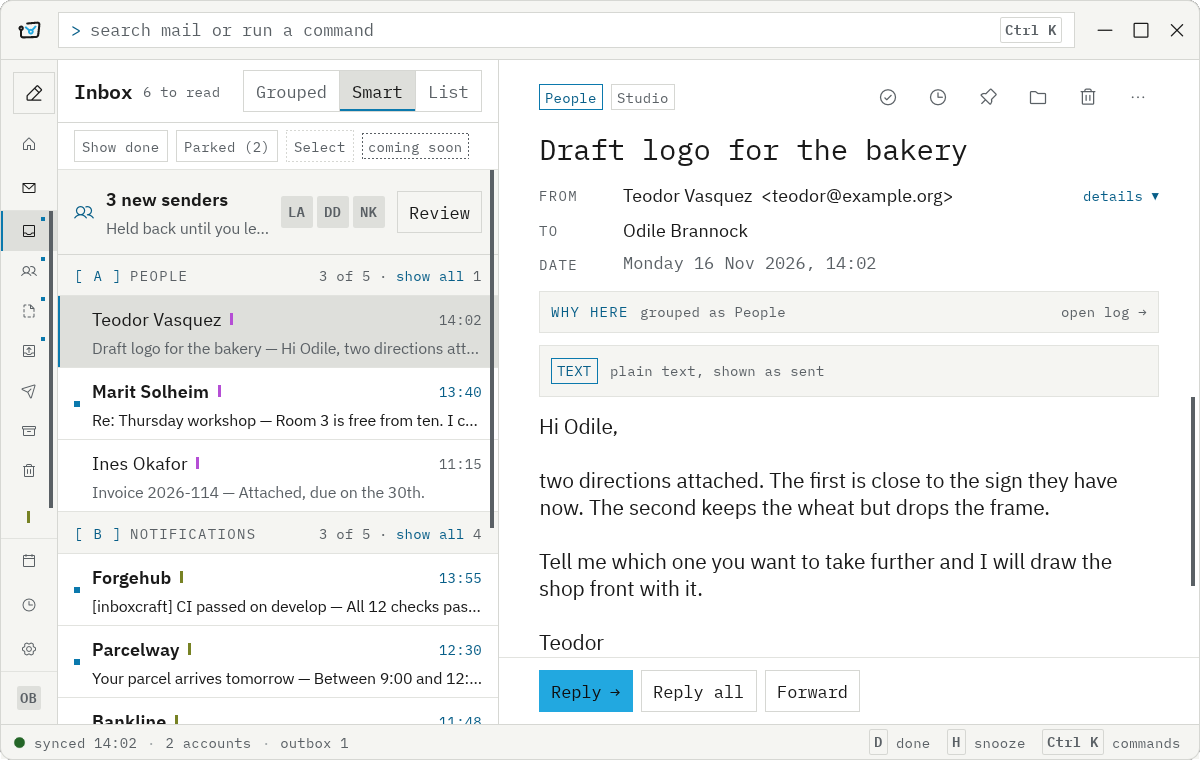 > search mail or run a command Ctrl K
Inbox 6 to read Grouped Smart List
Show done Parked (2) Select coming soon
3 new senders
Held back until you le... LA DD NK Review
[ A ] PEOPLE 3 of 5 · show all 1
Teodor Vasquez 14:02
Draft logo for the bakery — Hi Odile, two directions att...
Marit Solheim 13:40
Re: Thursday workshop — Room 3 is free from ten. I c...
Ines Okafor 11:15
Invoice 2026-114 — Attached, due on the 30th.
[ B ] NOTIFICATIONS 3 of 5 · show all 4
Forgehub 13:55
[inboxcraft] CI passed on develop — All 12 checks pas...
Parcelway 12:30
Your parcel arrives tomorrow — Between 9:00 and 12:...
Bankline 11:48
OB
People Studio ...
Draft logo for the bakery
FROM Teodor Vasquez <teodor@example.org> details ▼
TO Odile Brannock
DATE Monday 16 Nov 2026, 14:02
WHY HERE grouped as People open log →
TEXT plain text, shown as sent
Hi Odile,
two directions attached. The first is close to the sign they have
now. The second keeps the wheat but drops the frame.
Tell me which one you want to take further and I will draw the
shop front with it.
Teodor
Reply → Reply all Forward
synced 14:02 · 2 accounts · outbox 1 D done H snooze Ctrl K commands